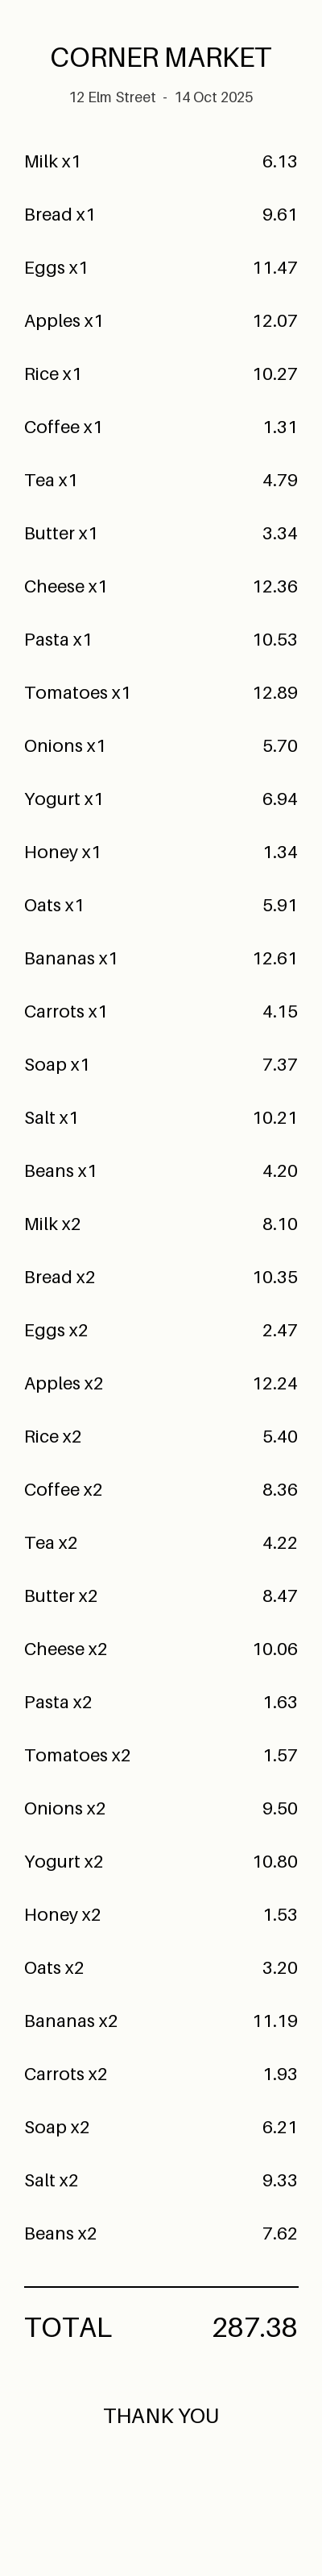 CORNER MARKET
12 Elm Street - 14 Oct 2025
Milk x1 6.13
Bread x1 9.61
Eggs x1 11.47
Apples x1 12.07
Rice x1 10.27
Coffee x1 1.31
Tea x1 4.79
Butter x1 3.34
Cheese x1 12.36
Pasta x1 10.53
Tomatoes x1 12.89
Onions x1 5.70
Yogurt x1 6.94
Honey x1 1.34
Oats x1 5.91
Bananas x1 12.61
Carrots x1 4.15
Soap x1 7.37
Salt x1 10.21
Beans x1 4.20
Milk x2 8.10
Bread x2 10.35
Eggs x2 2.47
Apples x2 12.24
Rice x2 5.40
Coffee x2 8.36
Tea x2 4.22
Butter x2 8.47
Cheese x2 10.06
Pasta x2 1.63
Tomatoes x2 1.57
Onions x2 9.50
Yogurt x2 10.80
Honey x2 1.53
Oats x2 3.20
Bananas x2 11.19
Carrots x2 1.93
Soap x2 6.21
Salt x2 9.33
Beans x2 7.62
TOTAL 287.38
THANK YOU